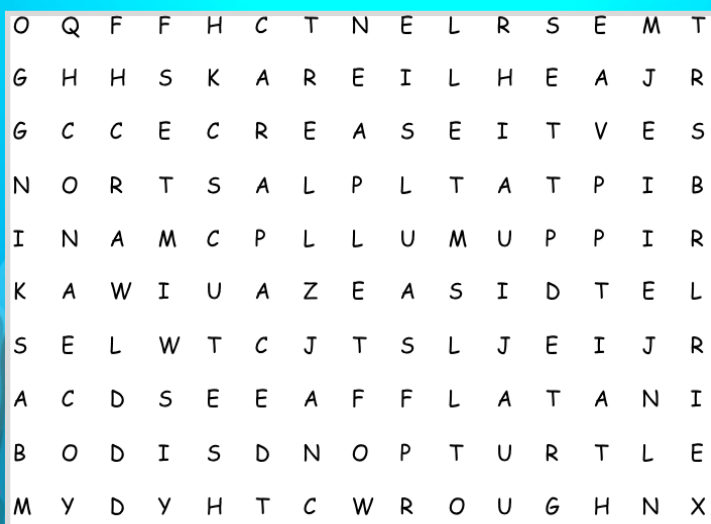 O Q F F H C T N E L R S E M T
G H H S K A R E I L H E A J R
G C C E C R E A S E I T V E S
N O R T S A L P L T A T P I B
I N A M C P L L U M U P P I R
K A W I U A Z E A S I D T E L
S E L W T C J T S L J E I J R
A C D S E E A F F L A T A N I
B O D I S D N O P T U R T L E
M Y D Y H T C W R O U G H N X